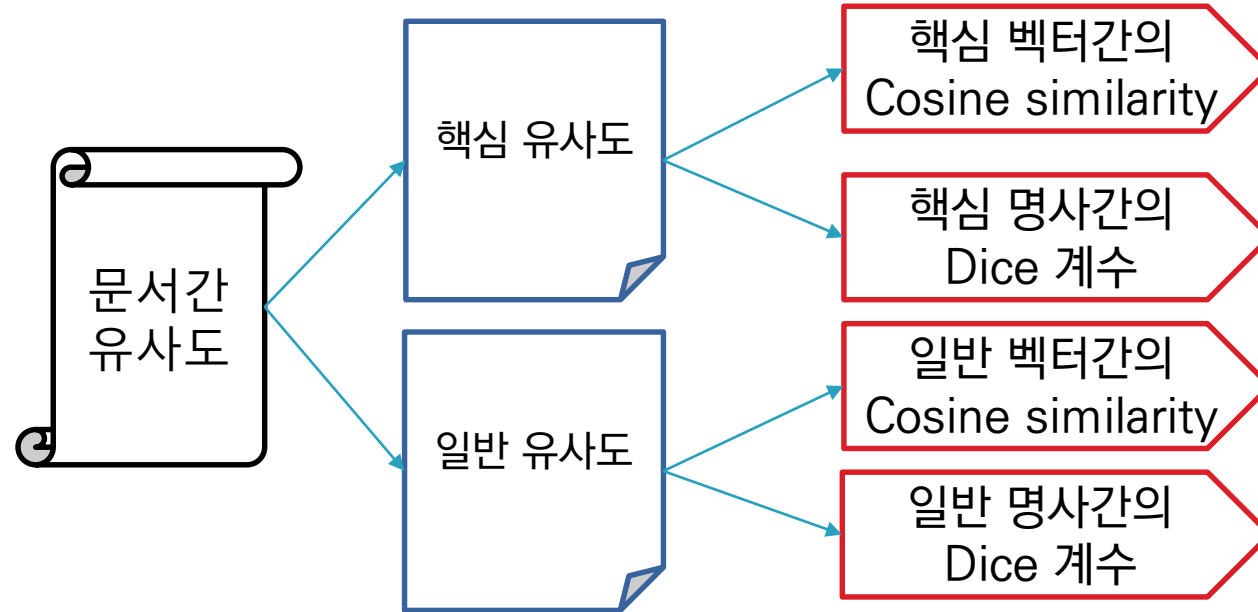 문서간
유사도
핵심 유사도
일반 유사도
핵심 벡터간의
Cosine similarity
핵심 명사간의
Dice 계수
일반 벡터간의
Cosine similarity
일반 명사간의
Dice 계수